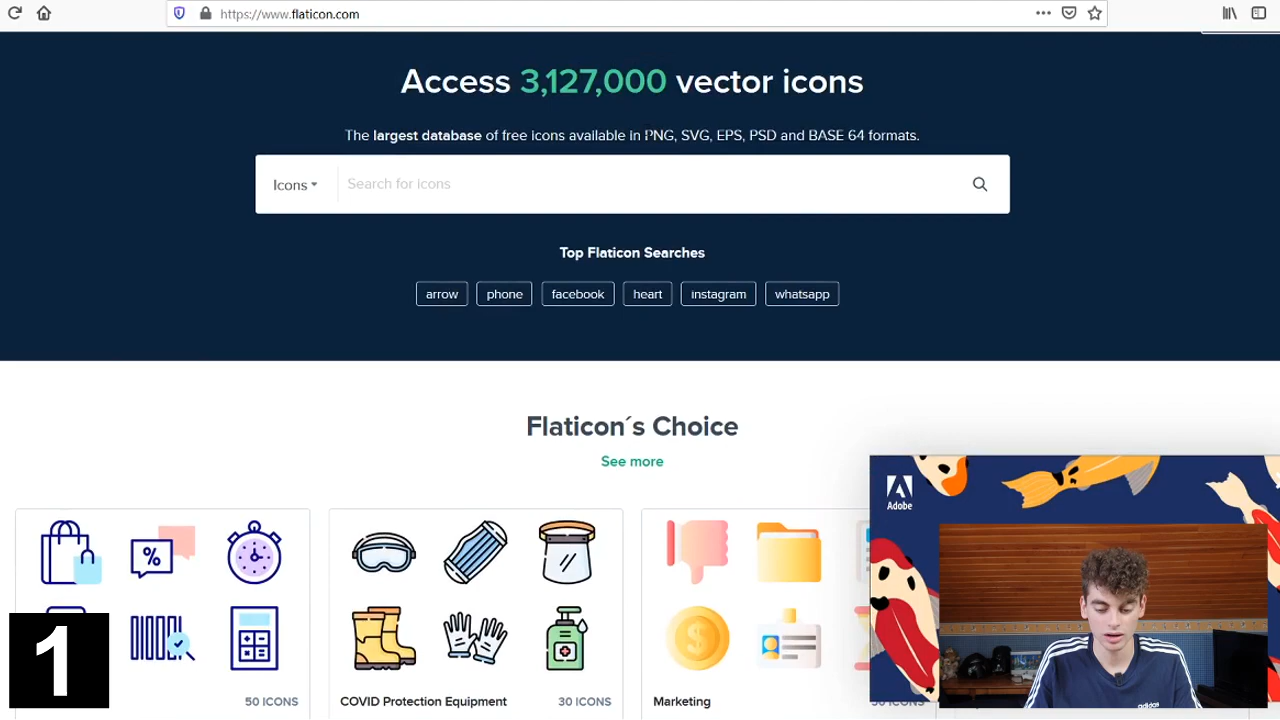 https://www.flaticon.com
Access 3,127,000 vector icons
The largest database of free icons available in PNG, SVG, EPS, PSD and BASE 64 formats.
Icons
Search for icons
Top Flaticon Searches
arrow
phone
facebook
heart
instagram
whatsapp
Flaticon´s Choice
See more
%
$
Adobe
50 ICONS
COVID Protection Equipment
30 ICONS
Marketing
adidas
1